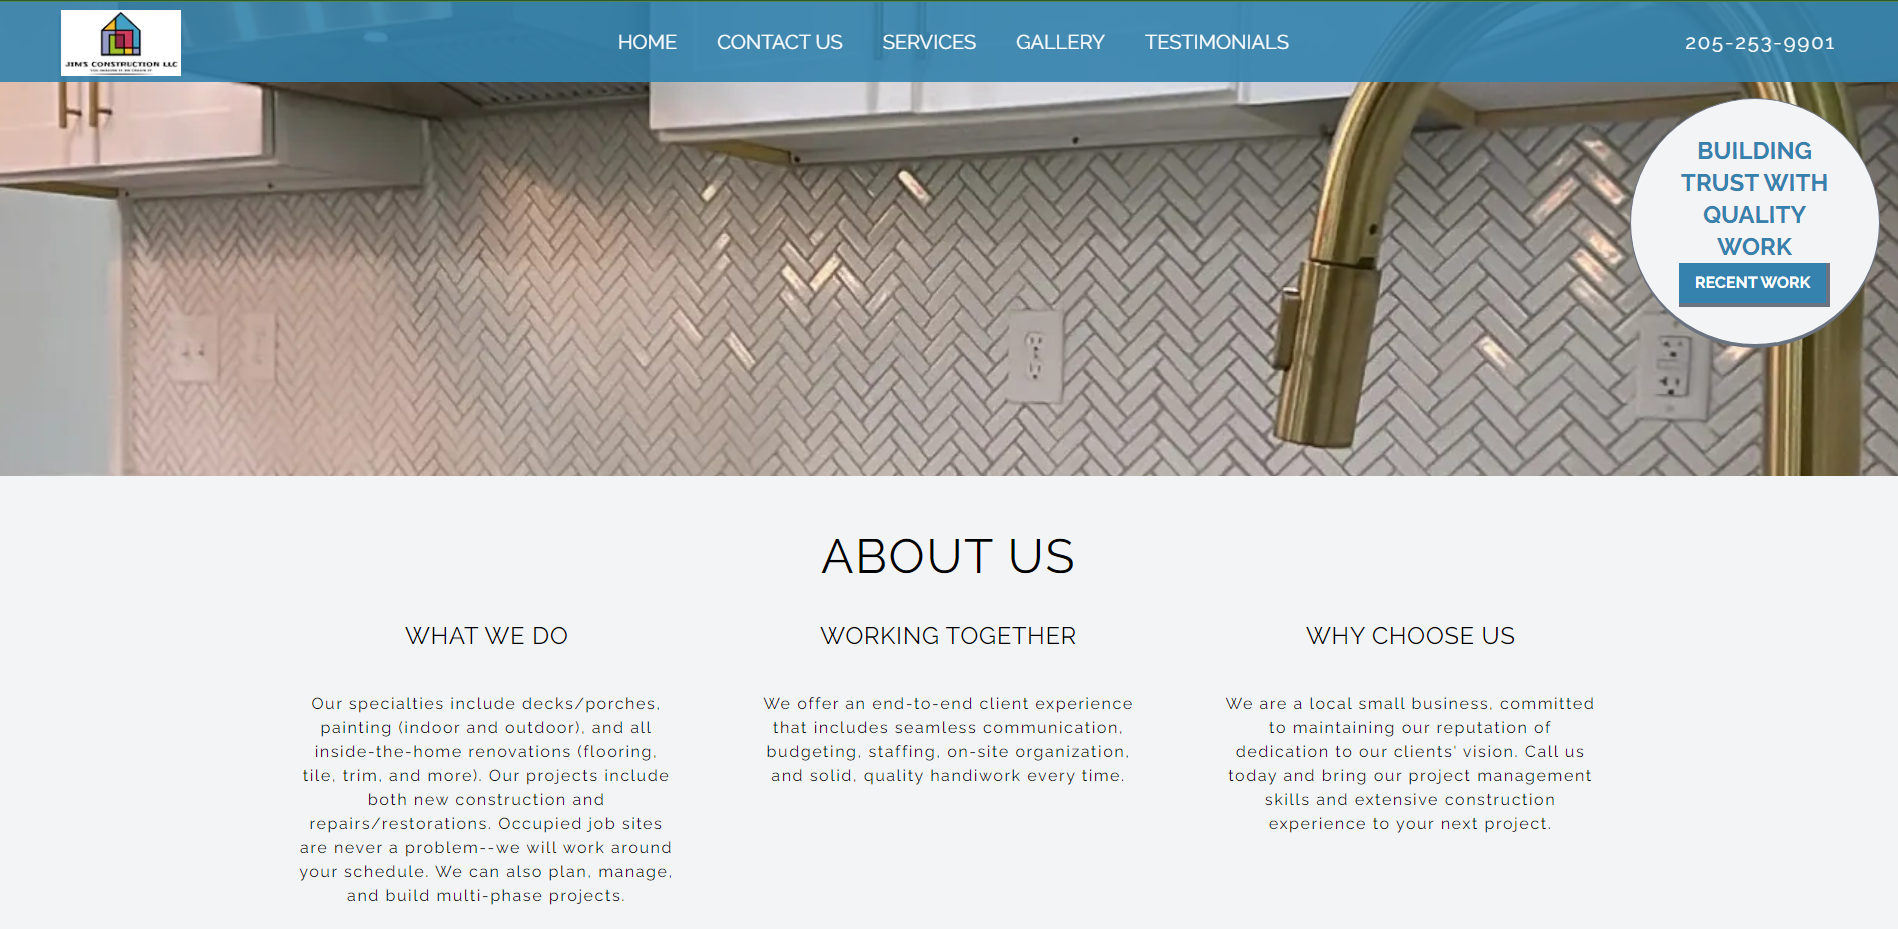 JIM'S CONSTRUCTION LLC
HOME
CONTACT US
SERVICES
GALLERY
TESTIMONIALS
205-253-9901
BUILDING
TRUST WITH
QUALITY
WORK
RECENT WORK
ABOUT US
WHAT WE DO
Our specialties include decks/porches,
painting (indoor and outdoor), and all
inside-the-home renovations (flooring,
tile, trim, and more). Our projects include
both new construction and
repairs/restorations. Occupied job sites
are never a problem--we will work around
your schedule. We can also plan, manage,
and build multi-phase projects.
WORKING TOGETHER
We offer an end-to-end client experience
that includes seamless communication,
budgeting, staffing, on-site organization,
and solid, quality handiwork every time.
WHY CHOOSE US
We are a local small business, committed
to maintaining our reputation of
dedication to our clients' vision. Call us
today and bring our project management
skills and extensive construction
experience to your next project.